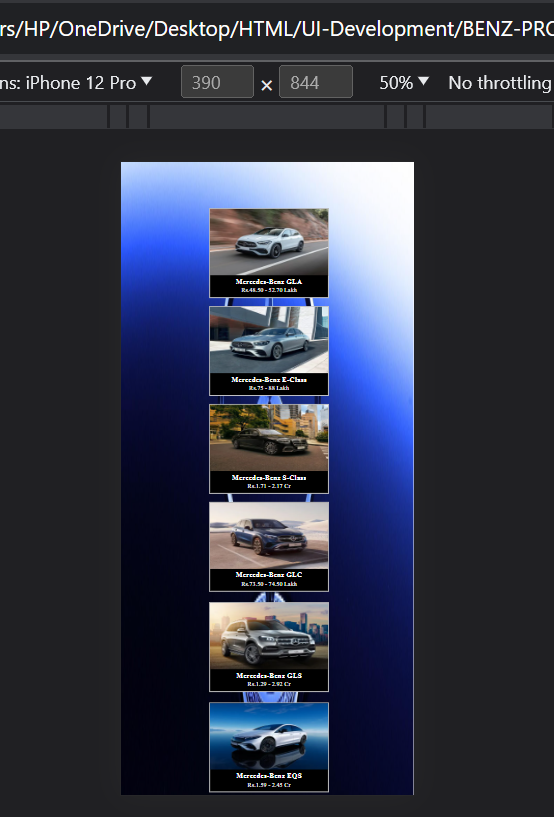 rs/HP/OneDrive/Desktop/HTML/UI-Development/BENZ-PRO
ns: iPhone 12 Pro 390 × 844 50% No throttling
Mercedes-Benz GLA
Rs.48.50 - 52.70 Lakh
Mercedes-Benz E-Class
Rs.75 - 88 Lakh
Mercedes-Benz S-Class
Rs.1.71 - 2.17 Cr
Mercedes-Benz GLC
Rs.73.50 - 74.50 Lakh
Mercedes-Benz GLS
Rs.1.29 - 2.92 Cr
Mercedes-Benz EQS
Rs.1.59 - 2.45 Cr